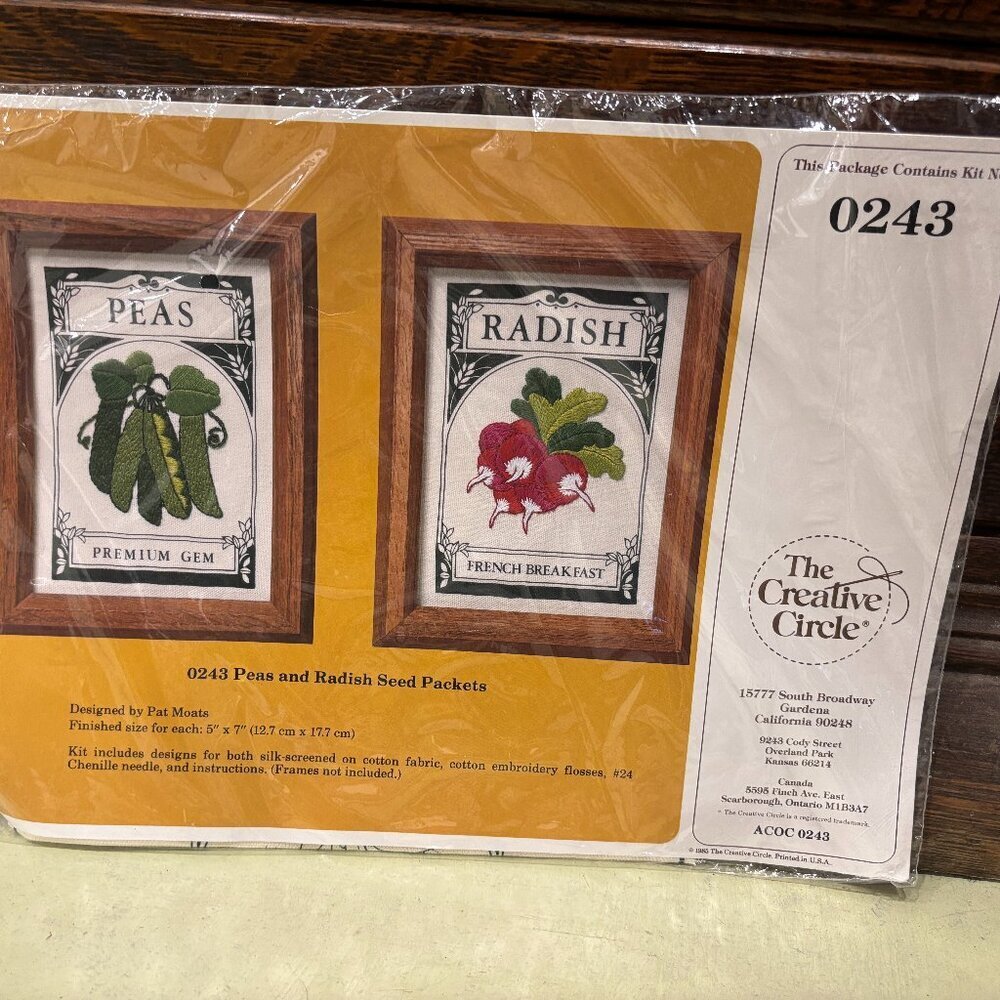 This Package Contains Kit
0243
PEAS
PREMIUM GEM
RADISH
FRENCH BREAKFAST
0243 Peas and Radish Seed Packets
Designed by Pat Moats
Finished size for each: 5" x 7" (12.7 cm x 17.7 cm)
Kit includes designs for both silk-screened on cotton fabric, cotton embroidery flosses, #24
Chenille needle, and instructions. (Frames not included.)
The
Creative
Circle®
15777 South Broadway
Gardena
California 90248
9243 Cody Street
Overland Park
Kansas 66214
Canada
5595 Finch Ave. East
Scarborough, Ontario M1B3A7
The Creative Circle is a registered trademark.
ACOC 0243
© 1985 The Creative Circle, Printed in U.S.A.